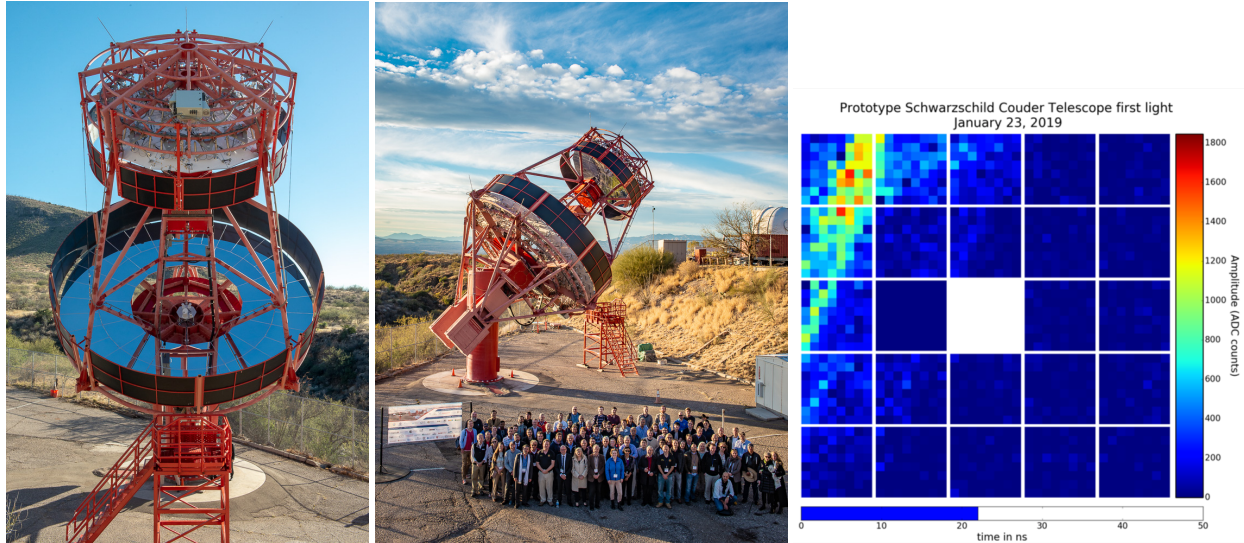 Prototype Schwarzschild Couder Telescope first light
January 23, 2019
1800
1600
1400
1200
1000
800
600
400
200
0
Amplitude (ADC counts)
0 10 20 30 40 50
time in ns